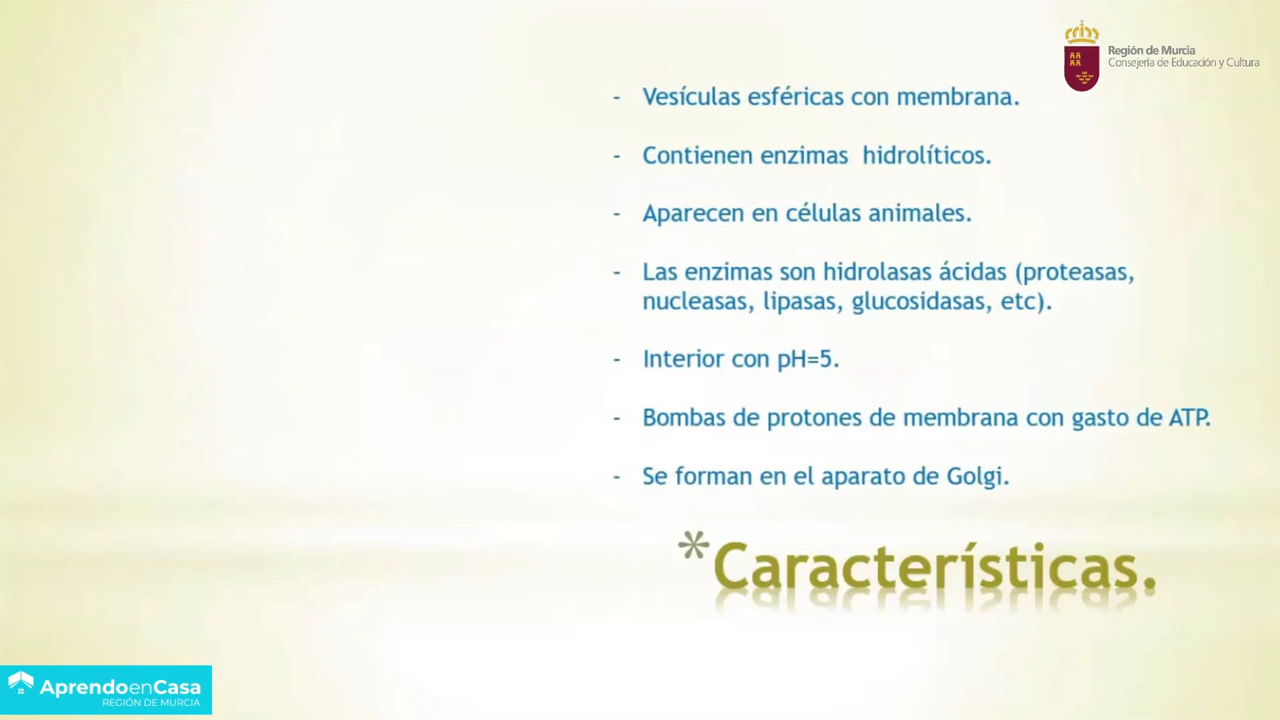 Región de Murcia
Consejería de Educación y Cultura
- Vesículas esféricas con membrana.
- Contienen enzimas hidrolíticos.
- Aparecen en células animales.
- Las enzimas son hidrolasas ácidas (proteasas,
nucleasas, lipasas, glucosidasas, etc).
- Interior con pH=5.
- Bombas de protones de membrana con gasto de ATP.
- Se forman en el aparato de Golgi.
*Características.
AprendoenCasa
REGIÓN DE MURCIA